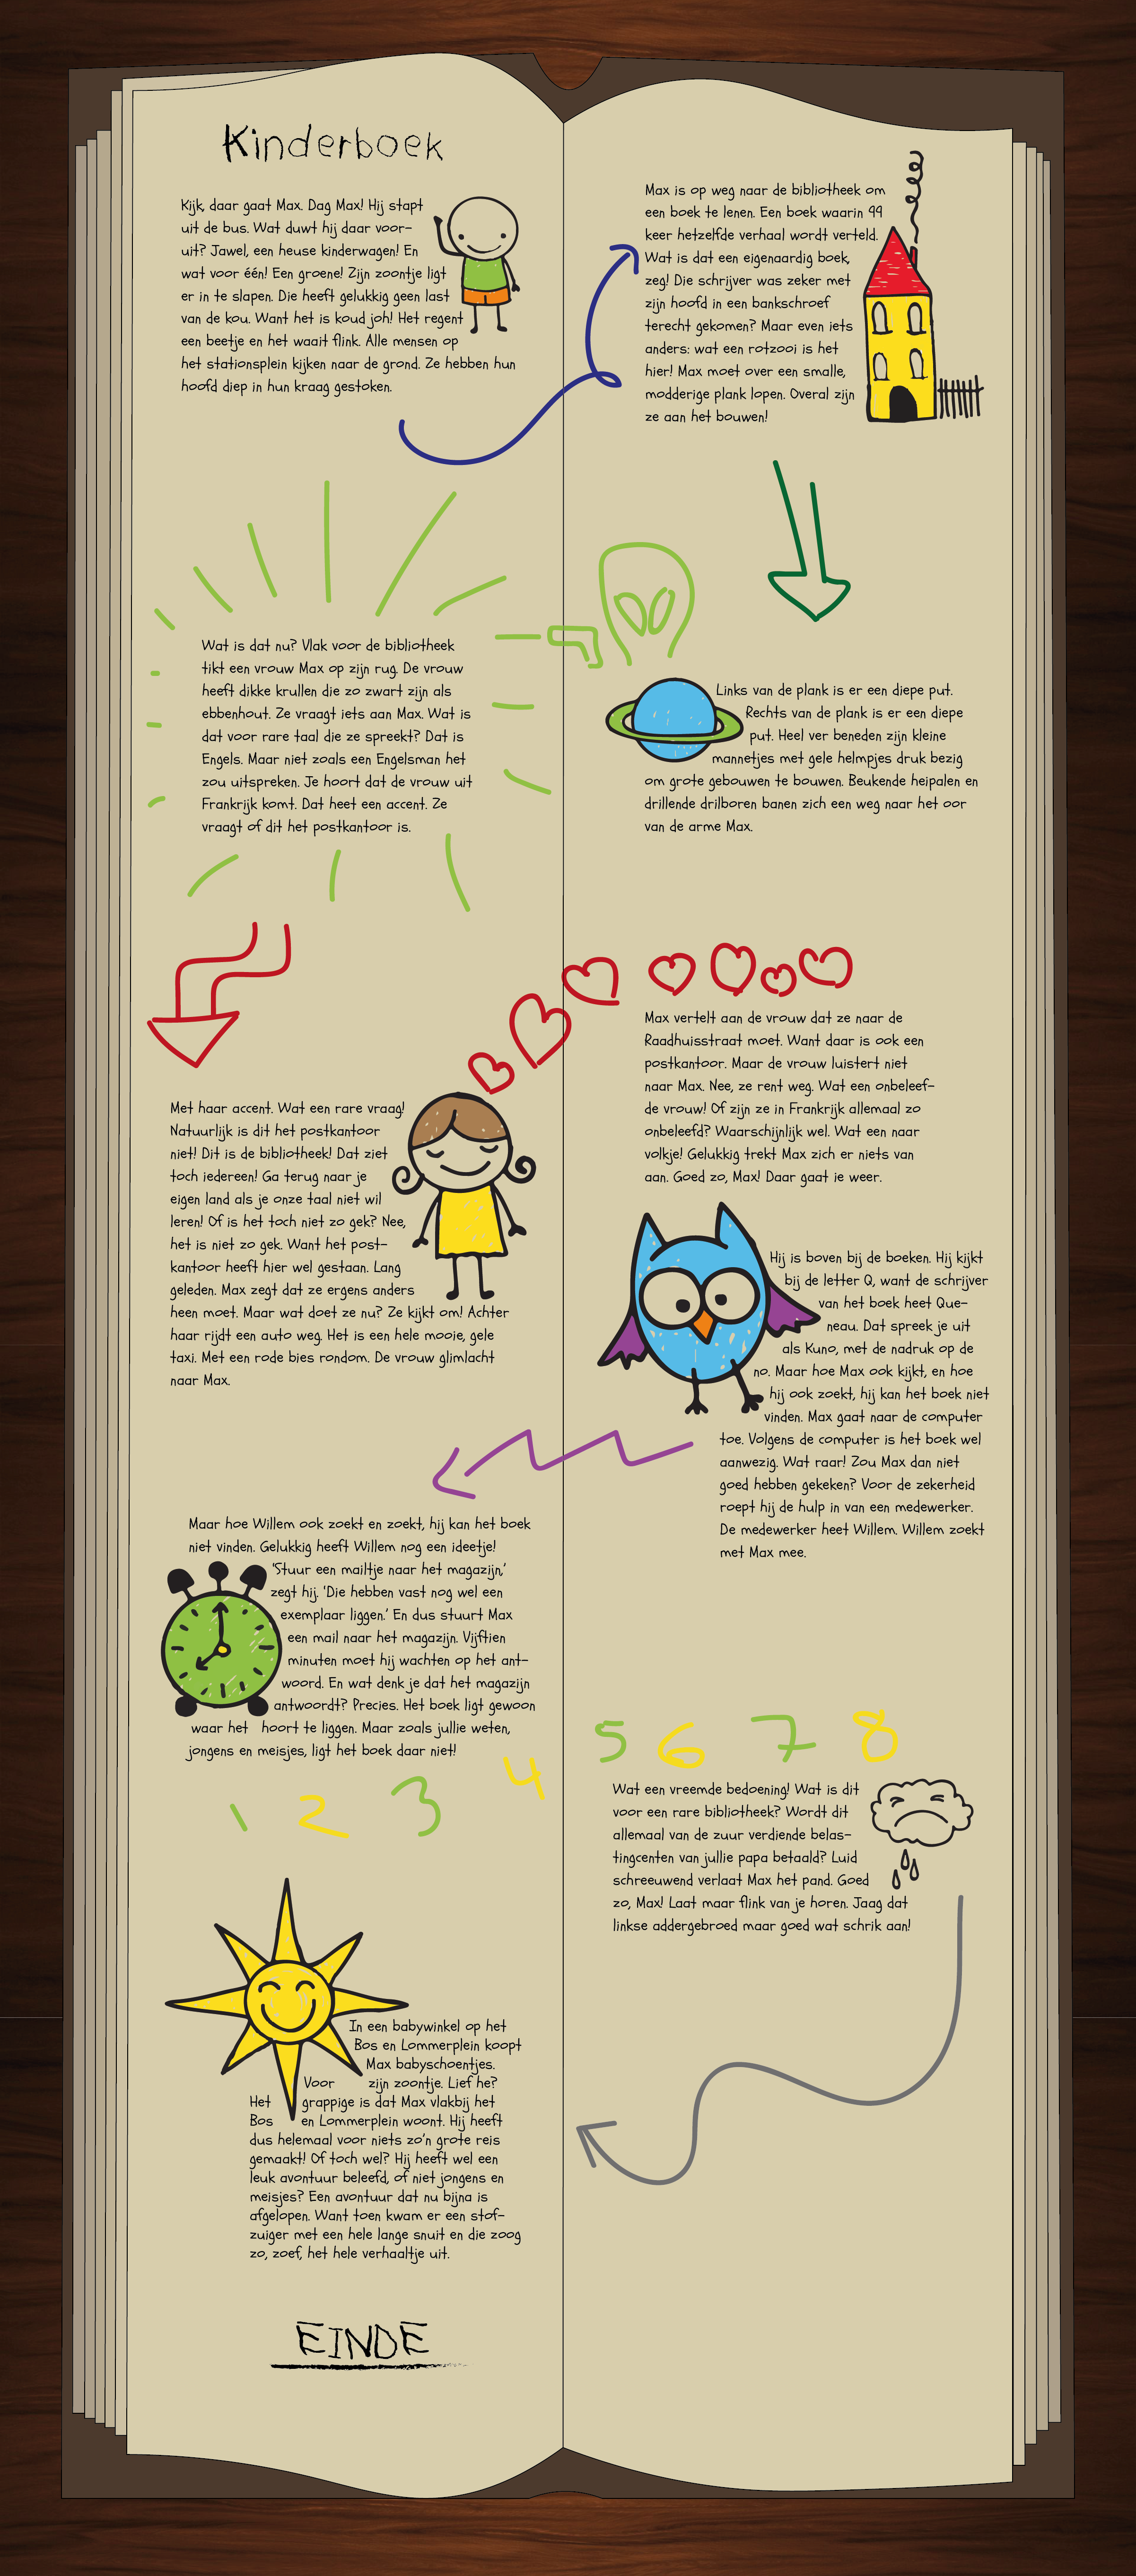 Kinderboek
Kijk, daar gaat Max. Dag Max! Hij stapt
uit de bus. Wat duwt hij daar voor-
uit? Jawel, een heuse kinderwagen! En
wat voor één! Een groene! Zijn zoontje ligt
er in te slapen. Die heeft gelukkig geen last
van de kou. Want het is koud joh! Het regent
een beetje en het waait flink. Alle mensen op
het stationsplein kijken naar de grond. Ze hebben hun
hoofd diep in hun kraag gestoken.
Max is op weg naar de bibliotheek om
een boek te lenen. Een boek waarin 99
keer hetzelfde verhaal wordt verteld.
Wat is dat een eigenaardig boek,
zeg! Die schrijver was zeker met
zijn hoofd in een bankschroef
terecht gekomen? Maar even iets
anders: wat een rotzooi is het
hier! Max moet over een smalle,
modderige plank lopen. Overal zijn
ze aan het bouwen!
Links van de plank is er een diepe put.
Rechts van de plank is er een diepe
put. Heel ver beneden zijn kleine
mannetjes met gele helmpjes druk bezig
om grote gebouwen te bouwen. Beukende heipalen en
drillende drilboren banen zich een weg naar het oor
van de arme Max.
Wat is dat nu? Vlak voor de bibliotheek
tikt een vrouw Max op zijn rug. De vrouw
heeft dikke krullen die zo zwart zijn als
ebbenhout. Ze vraagt iets aan Max. Wat is
dat voor rare taal die ze spreekt? Dat is
Engels. Maar niet zoals een Engelsman het
zou uitspreken. Je hoort dat de vrouw uit
Frankrijk komt. Dat heet een accent. Ze
vraagt of dit het postkantoor is.
Met haar accent. Wat een rare vraag!
Natuurlijk is dit het postkantoor
niet! Dit is de bibliotheek! Dat ziet
toch iedereen! Ga terug naar je
eigen land als je onze taal niet wil
leren! Of is het toch niet zo gek? Nee,
het is niet zo gek. Want het post-
kantoor heeft hier wel gestaan. Lang
geleden. Max zegt dat ze ergens anders
heen moet. Maar wat doet ze nu? Ze kijkt om! Achter
haar rijdt een auto weg. Het is een hele mooie, gele
taxi. Met een rode bies rondom. De vrouw glimlacht
naar Max.
Max vertelt aan de vrouw dat ze naar de
Raadhuisstraat moet. Want daar is ook een
postkantoor. Maar de vrouw luistert niet
naar Max. Nee, ze rent weg. Wat een onbeleef-
de vrouw! Of zijn ze in Frankrijk allemaal zo
onbeleefd? Waarschijnlijk wel. Wat een naar
volkje! Gelukkig trekt Max zich er niets van
aan. Goed zo, Max! Daar gaat ie weer.
Hij is boven bij de boeken. Hij kijkt
bij de letter Q, want de schrijver
van het boek heet Que-
neau. Dat spreek je uit
als Kuno, met de nadruk op de
no. Maar hoe Max ook kijkt, en hoe
hij ook zoekt, hij kan het boek niet
vinden. Max gaat naar de computer
toe. Volgens de computer is het boek wel
aanwezig. Wat raar! Zou Max dan niet
goed hebben gekeken? Voor de zekerheid
roept hij de hulp in van een medewerker.
De medewerker heet Willem. Willem zoekt
met Max mee.
Maar hoe Willem ook zoekt en zoekt, hij kan het boek
niet vinden. Gelukkig heeft Willem nog een ideetje!
'Stuur een mailtje naar het magazijn,'
zegt hij. 'Die hebben vast nog wel een
exemplaar liggen.' En dus stuurt Max
een mail naar het magazijn. Vijftien
minuten moet hij wachten op het ant-
woord. En wat denk je dat het magazijn
antwoordt? Precies. Het boek ligt gewoon
waar het hoort te liggen. Maar zoals jullie weten,
jongens en meisjes, ligt het boek daar niet!
1 2 3 4 5 6 7 8
Wat een vreemde bedoening! Wat is dit
voor een rare bibliotheek? Wordt dit
allemaal van de zuur verdiende belas-
tingcenten van jullie papa betaald? Luid
schreeuwend verlaat Max het pand. Goed
zo, Max! Laat maar flink van je horen. Jaag dat
linkse addergebroed maar goed wat schrik aan!
In een babywinkel op het
Bos en Lommerplein koopt
Max babyschoentjes.
Voor zijn zoontje. Lief he?
Het grappige is dat Max vlakbij het
Bos en Lommerplein woont. Hij heeft
dus helemaal voor niets zo'n grote reis
gemaakt! Of toch wel? Hij heeft wel een
leuk avontuur beleefd, of niet jongens en
meisjes? Een avontuur dat nu bijna is
afgelopen. Want toen kwam er een stof-
zuiger met een hele lange snuit en die zoog
zo, zoef, het hele verhaaltje uit.
EINDE